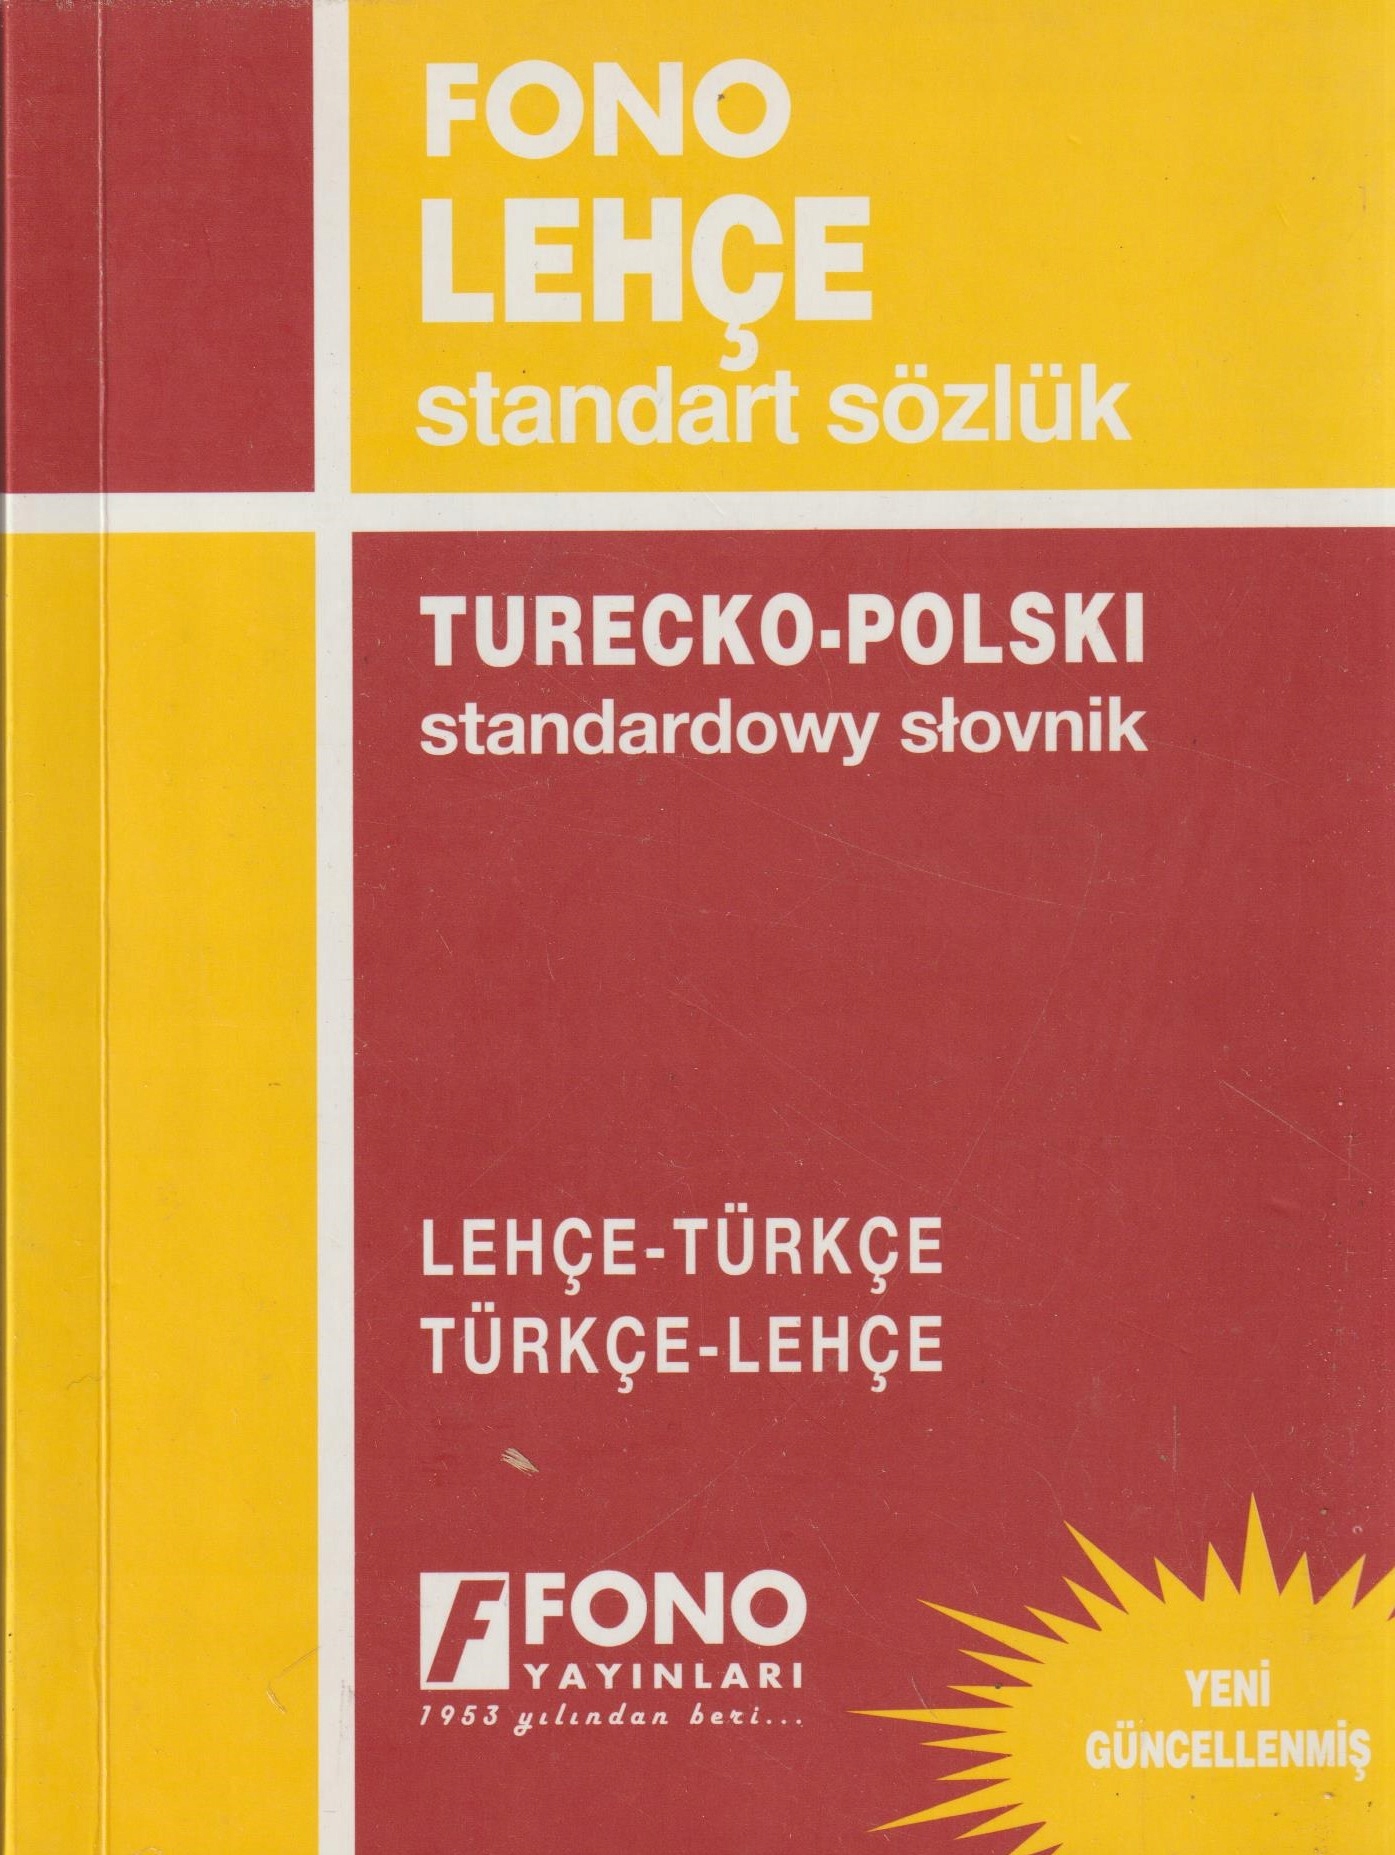 FONO
LEHÇE
standart sözlük
TURECKO-POLSKI
standardowy słovnik
LEHÇE-TÜRKÇE
TÜRKÇE-LEHÇE
F FONO
YAYINLARI
1953 yılından beri...
YENİ
GÜNCELLENMİŞ